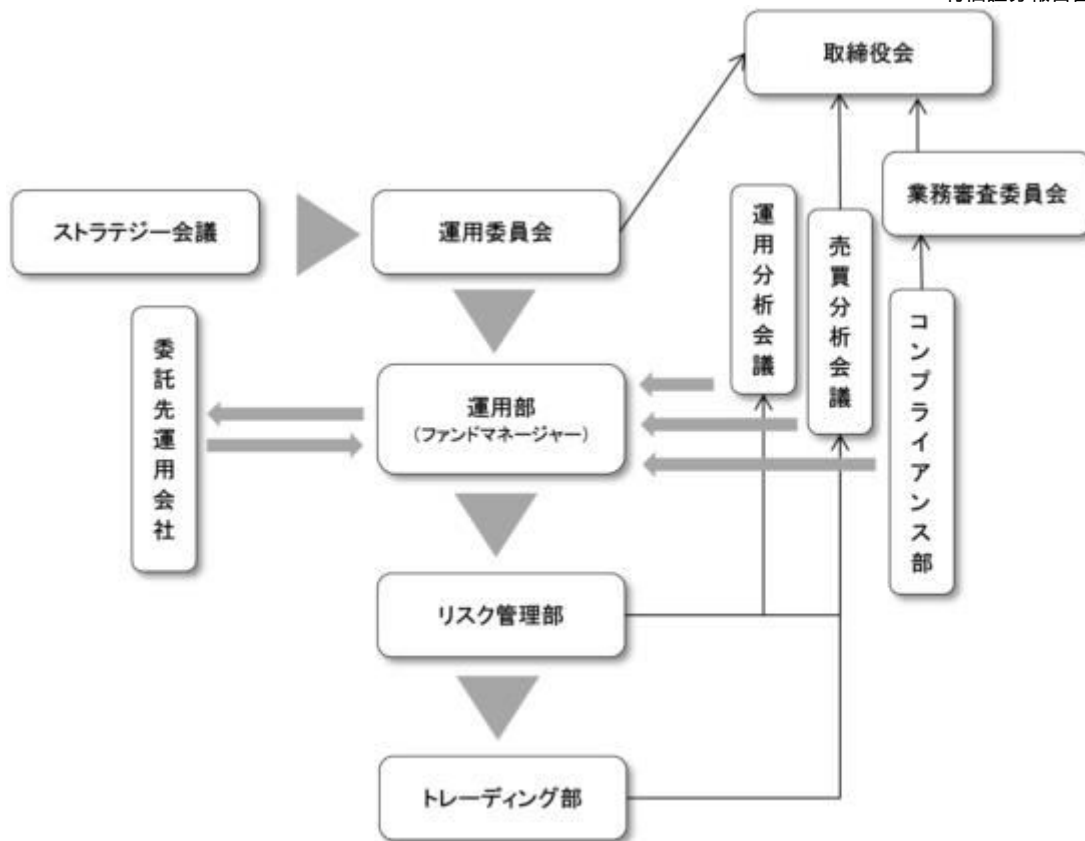 取締役会
業務審査委員会
ストラテジー会議
運用委員会
運用分析会議
売買分析会議
コンプライアンス部
委託先運用会社
運用部
（ファンドマネージャー）
リスク管理部
トレーディング部